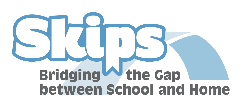 Skips
Bridging the Gap
between School and Home